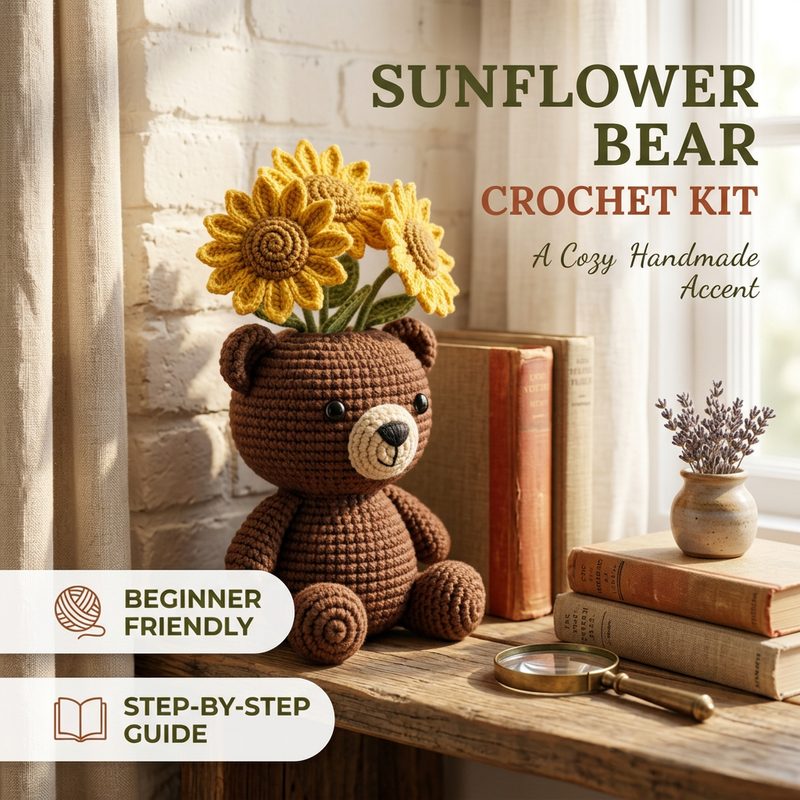 SUNFLOWER
BEAR
CROCHET KIT
A Cozy Handmade
Accent
BEGINNER
FRIENDLY
STEP-BY-STEP
GUIDE